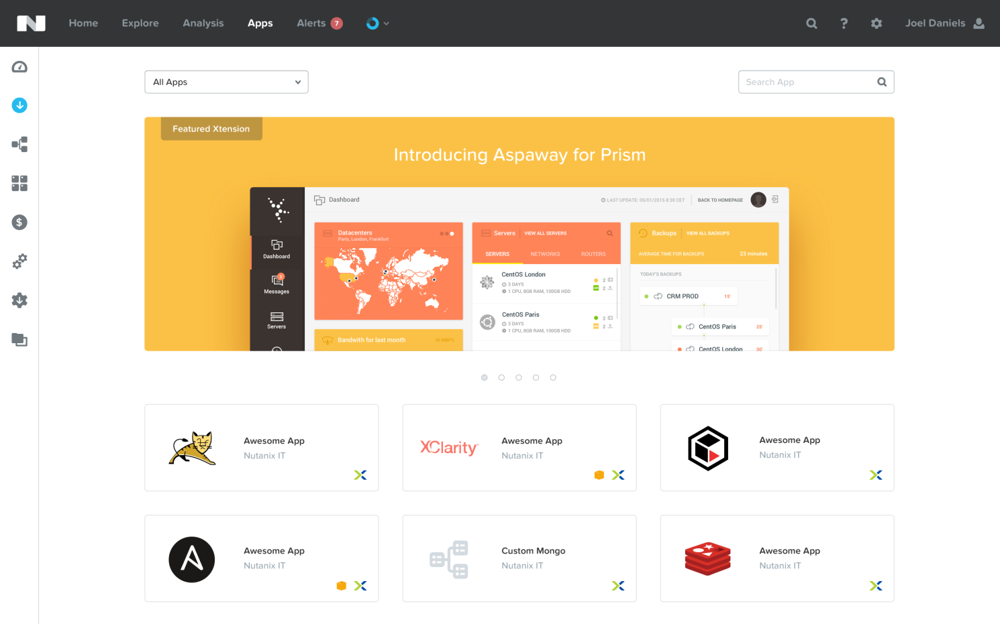 Home Explore Analysis Apps Alerts 7
? Joel Daniels
All Apps
Search App
Featured Xtension
Introducing Aspaway for Prism
Dashboard
LAST UPDATE: 05/01/2015 8:30 CET
BACK TO HOMEPAGE
Dashboard
Messages
2
Servers
Datacenters
Paris, London, Frankfurt
Bandwith for last month
IN MBPS
Servers VIEW ALL SERVERS
SERVERS NETWORKS ROUTERS
CentOS London
3 DAYS
1 CPU, 8GB RAM, 100GB HDD
2
2
CentOS Paris
3 DAYS
1 CPU, 8GB RAM, 100GB HDD
2
2
Backups VIEW ALL BACKUPS
AVERAGE TIME FOR BACKUPS 23 minutes
TODAY'S BACKUPS
CRM PROD 15'
CentOS Paris 25'
CentOS London 30'
Awesome App
Nutanix IT
XClarity
Awesome App
Nutanix IT
Awesome App
Nutanix IT
Awesome App
Nutanix IT
Custom Mongo
Nutanix IT
Awesome App
Nutanix IT